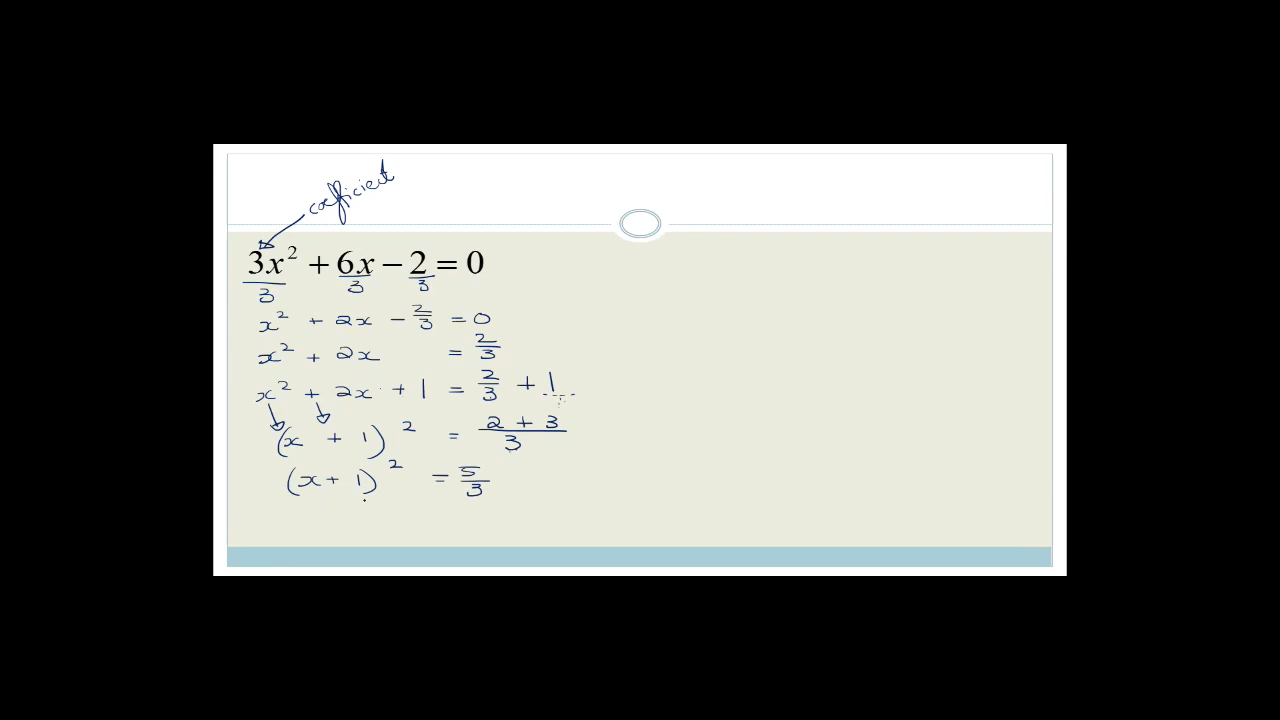 coefficient
3x² + 6x − 2 = 0
3 3 3
x² + 2x − 2/3 = 0
x² + 2x = 2/3
x² + 2x + 1 = 2/3 + 1
(x + 1)² = (2 + 3)/3
(x + 1)² = 5/3